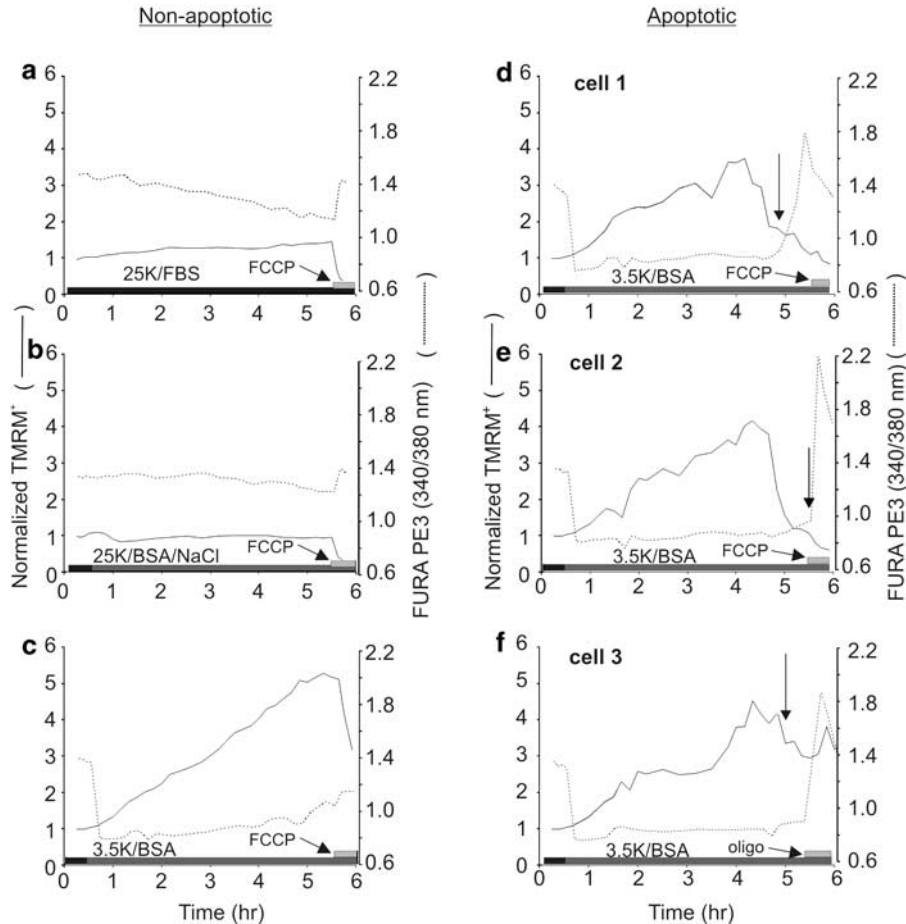 Non-apoptotic
Apoptotic
a
6
5
4
3
2
1
0
2.2
1.8
1.4
1.0
0.6
25K/FBS
FCCP
0 1 2 3 4 5 6
d
cell 1
6
5
4
3
2
1
0
2.2
1.8
1.4
1.0
0.6
3.5K/BSA
FCCP
0 1 2 3 4 5 6
b
6
5
4
3
2
1
0
2.2
1.8
1.4
1.0
0.6
25K/BSA/NaCl
FCCP
0 1 2 3 4 5 6
e
cell 2
6
5
4
3
2
1
0
2.2
1.8
1.4
1.0
0.6
3.5K/BSA
FCCP
0 1 2 3 4 5 6
c
6
5
4
3
2
1
0
2.2
1.8
1.4
1.0
0.6
3.5K/BSA
FCCP
0 1 2 3 4 5 6
Time (hr)
f
cell 3
6
5
4
3
2
1
0
2.2
1.8
1.4
1.0
0.6
3.5K/BSA
oligo
0 1 2 3 4 5 6
Time (hr)
Normalized TMRM⁺ ( )
FURA PE3 (340/380 nm) ( )
Normalized TMRM⁺ ( )
FURA PE3 (340/380 nm) ( )